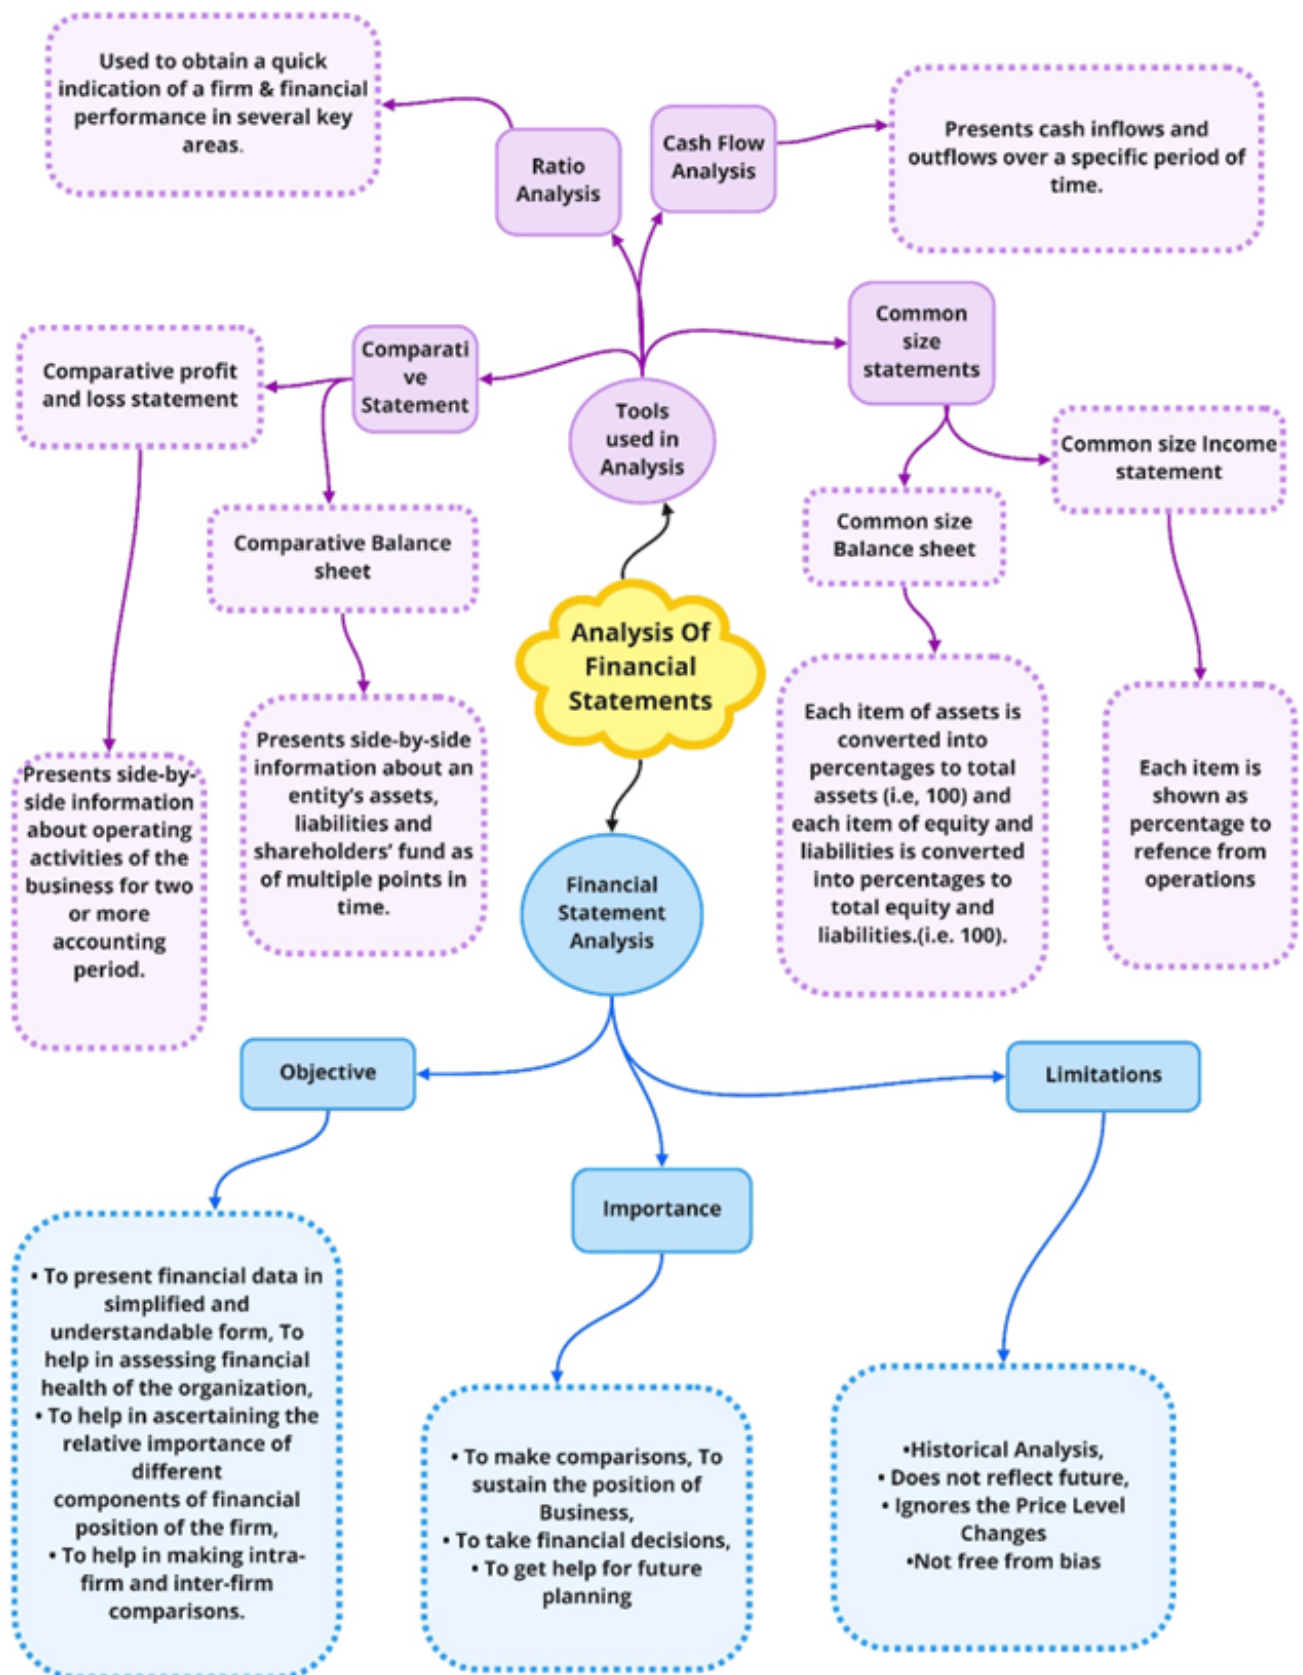 Used to obtain a quick
indication of a firm & financial
performance in several key
areas.
Ratio
Analysis
Cash Flow
Analysis
Presents cash inflows and
outflows over a specific period of
time.
Comparative profit
and loss statement
Comparati
ve
Statement
Tools
used in
Analysis
Common
size
statements
Common size Income
statement
Comparative Balance
sheet
Common size
Balance sheet
Analysis Of
Financial
Statements
Presents side-by-
side information
about operating
activities of the
business for two
or more
accounting
period.
Presents side-by-side
information about an
entity’s assets,
liabilities and
shareholders’ fund as
of multiple points in
time.
Each item of assets is
converted into
percentages to total
assets (i.e, 100) and
each item of equity and
liabilities is converted
into percentages to
total equity and
liabilities.(i.e. 100).
Each item is
shown as
percentage to
refence from
operations
Financial
Statement
Analysis
Objective
Importance
Limitations
• To present financial data in
simplified and
understandable form, To
help in assessing financial
health of the organization,
• To help in ascertaining the
relative importance of
different
components of financial
position of the firm,
• To help in making intra-
firm and inter-firm
comparisons.
• To make comparisons, To
sustain the position of
Business,
• To take financial decisions,
• To get help for future
planning
•Historical Analysis,
• Does not reflect future,
• Ignores the Price Level
Changes
•Not free from bias